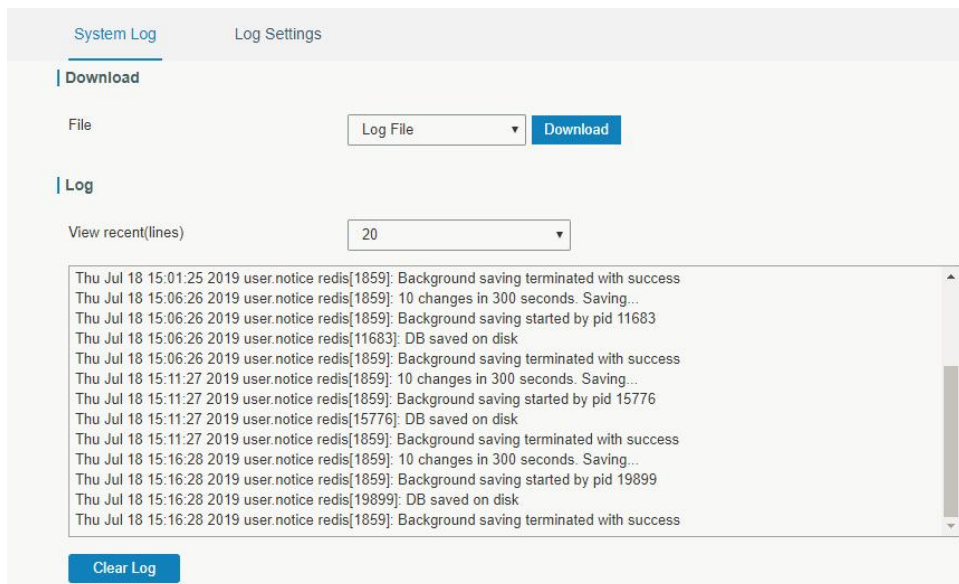 System Log Log Settings
Download
File Log File Download
Log
View recent(lines) 20
Thu Jul 18 15:01:25 2019 user.notice redis[1859]: Background saving terminated with success
Thu Jul 18 15:06:26 2019 user.notice redis[1859]: 10 changes in 300 seconds. Saving...
Thu Jul 18 15:06:26 2019 user.notice redis[1859]: Background saving started by pid 11683
Thu Jul 18 15:06:26 2019 user.notice redis[11683]: DB saved on disk
Thu Jul 18 15:06:26 2019 user.notice redis[1859]: Background saving terminated with success
Thu Jul 18 15:11:27 2019 user.notice redis[1859]: 10 changes in 300 seconds. Saving...
Thu Jul 18 15:11:27 2019 user.notice redis[1859]: Background saving started by pid 15776
Thu Jul 18 15:11:27 2019 user.notice redis[15776]: DB saved on disk
Thu Jul 18 15:11:27 2019 user.notice redis[1859]: Background saving terminated with success
Thu Jul 18 15:16:28 2019 user.notice redis[1859]: 10 changes in 300 seconds. Saving...
Thu Jul 18 15:16:28 2019 user.notice redis[1859]: Background saving started by pid 19899
Thu Jul 18 15:16:28 2019 user.notice redis[19899]: DB saved on disk
Thu Jul 18 15:16:28 2019 user.notice redis[1859]: Background saving terminated with success
Clear Log